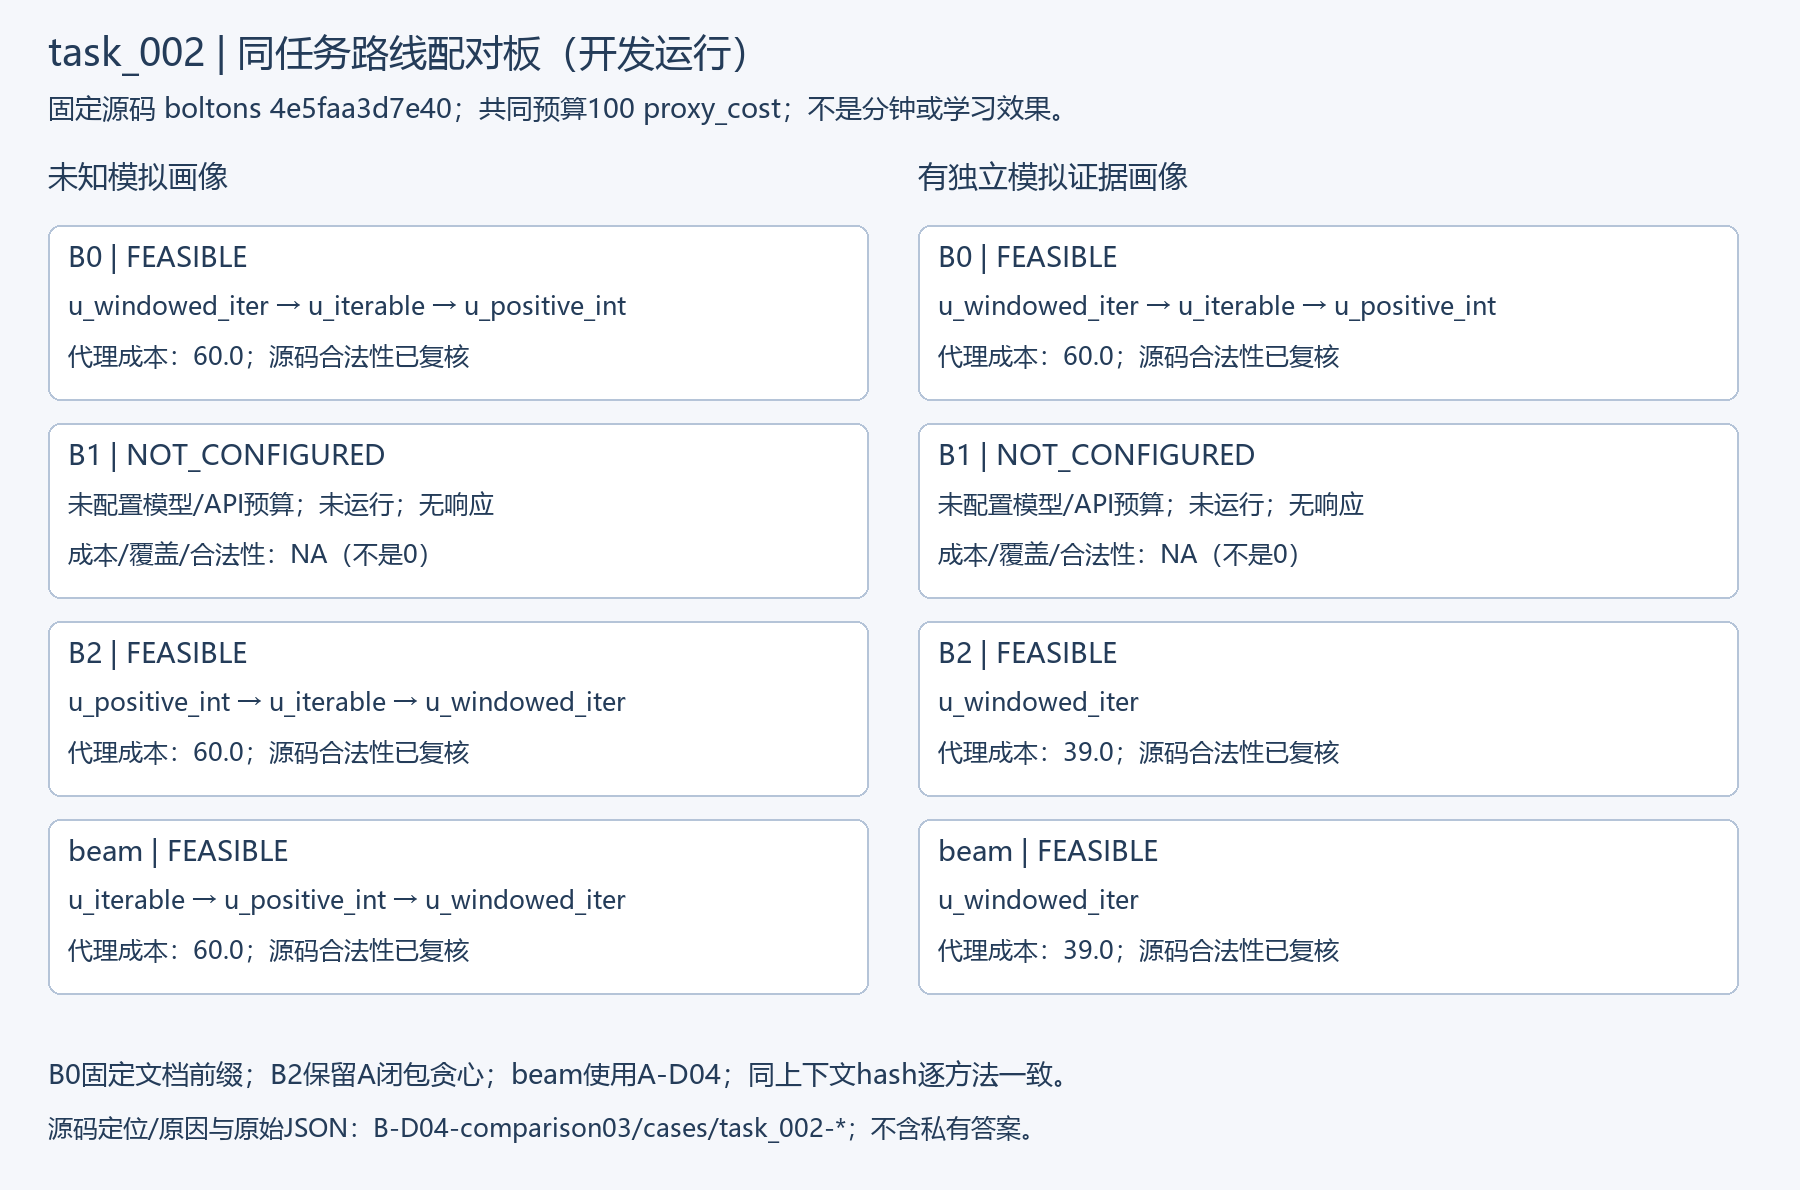 task_002 | 同任务路线配对板（开发运行）
固定源码 boltons 4e5faa3d7e40；共同预算100 proxy_cost；不是分钟或学习效果。
未知模拟画像
B0 | FEASIBLE
u_windowed_iter → u_iterable → u_positive_int
代理成本：60.0；源码合法性已复核
B1 | NOT_CONFIGURED
未配置模型/API预算；未运行；无响应
成本/覆盖/合法性：NA（不是0）
B2 | FEASIBLE
u_positive_int → u_iterable → u_windowed_iter
代理成本：60.0；源码合法性已复核
beam | FEASIBLE
u_iterable → u_positive_int → u_windowed_iter
代理成本：60.0；源码合法性已复核
有独立模拟证据画像
B0 | FEASIBLE
u_windowed_iter → u_iterable → u_positive_int
代理成本：60.0；源码合法性已复核
B1 | NOT_CONFIGURED
未配置模型/API预算；未运行；无响应
成本/覆盖/合法性：NA（不是0）
B2 | FEASIBLE
u_windowed_iter
代理成本：39.0；源码合法性已复核
beam | FEASIBLE
u_windowed_iter
代理成本：39.0；源码合法性已复核
B0固定文档前缀；B2保留A闭包贪心；beam使用A-D04；同上下文hash逐方法一致。
源码定位/原因与原始JSON：B-D04-comparison03/cases/task_002-*；不含私有答案。